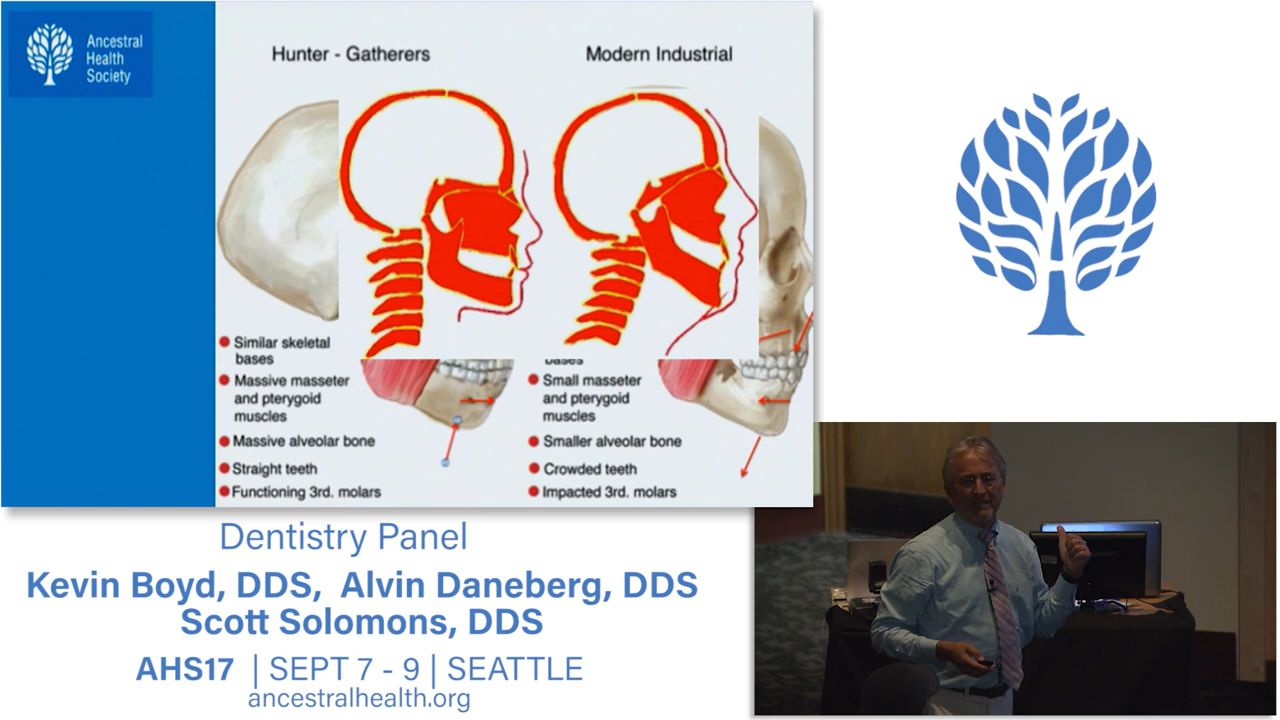 Ancestral
Health
Society
Hunter - Gatherers
Modern Industrial
Similar skeletal
bases
Massive masseter
and pterygoid
muscles
Massive alveolar bone
Straight teeth
Functioning 3rd. molars
bases
Small masseter
and pterygoid
muscles
Smaller alveolar bone
Crowded teeth
Impacted 3rd. molars
Dentistry Panel
Kevin Boyd, DDS, Alvin Daneberg, DDS
Scott Solomons, DDS
AHS17 | SEPT 7 - 9 | SEATTLE
ancestralhealth.org